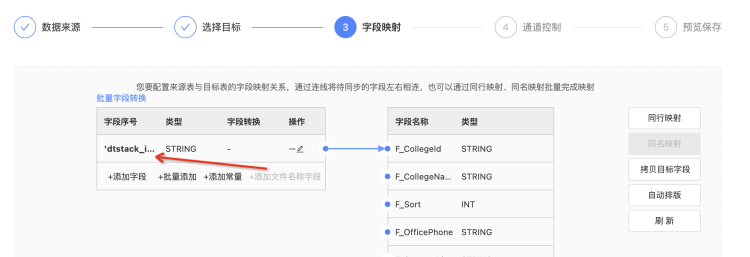 数据来源 选择目标 3 字段映射 4 通道控制 5 预览保存
您要配置来源表与目标表的字段映射关系，通过连线将待同步的字段左右相连，也可以通过同行映射、同名映射批量完成映射
批量字段转换
字段序号 类型 字段转换 操作
'dtstack_i... STRING -
+添加字段 +批量添加 +添加常量 +添加文件名称字段
字段名称 类型
F_CollegeId STRING
F_CollegeNa... STRING
F_Sort INT
F_OfficePhone STRING
同行映射
同名映射
拷贝目标字段
自动排版
刷 新